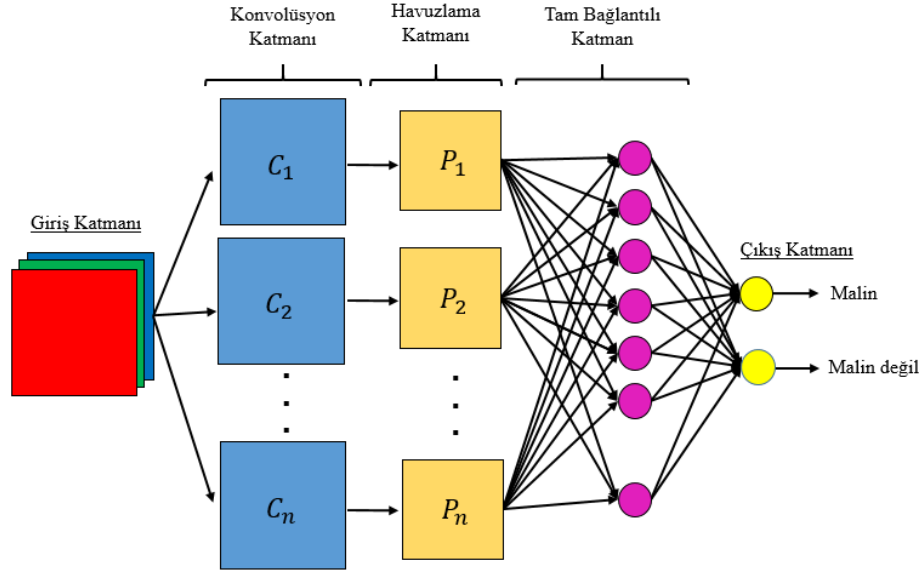 Konvolüsyon
Katmanı
Havuzlama
Katmanı
Tam Bağlantılı
Katman
Giriş Katmanı
C₁
P₁
C₂
P₂
Cₙ
Pₙ
Çıkış Katmanı
Malin
Malin değil